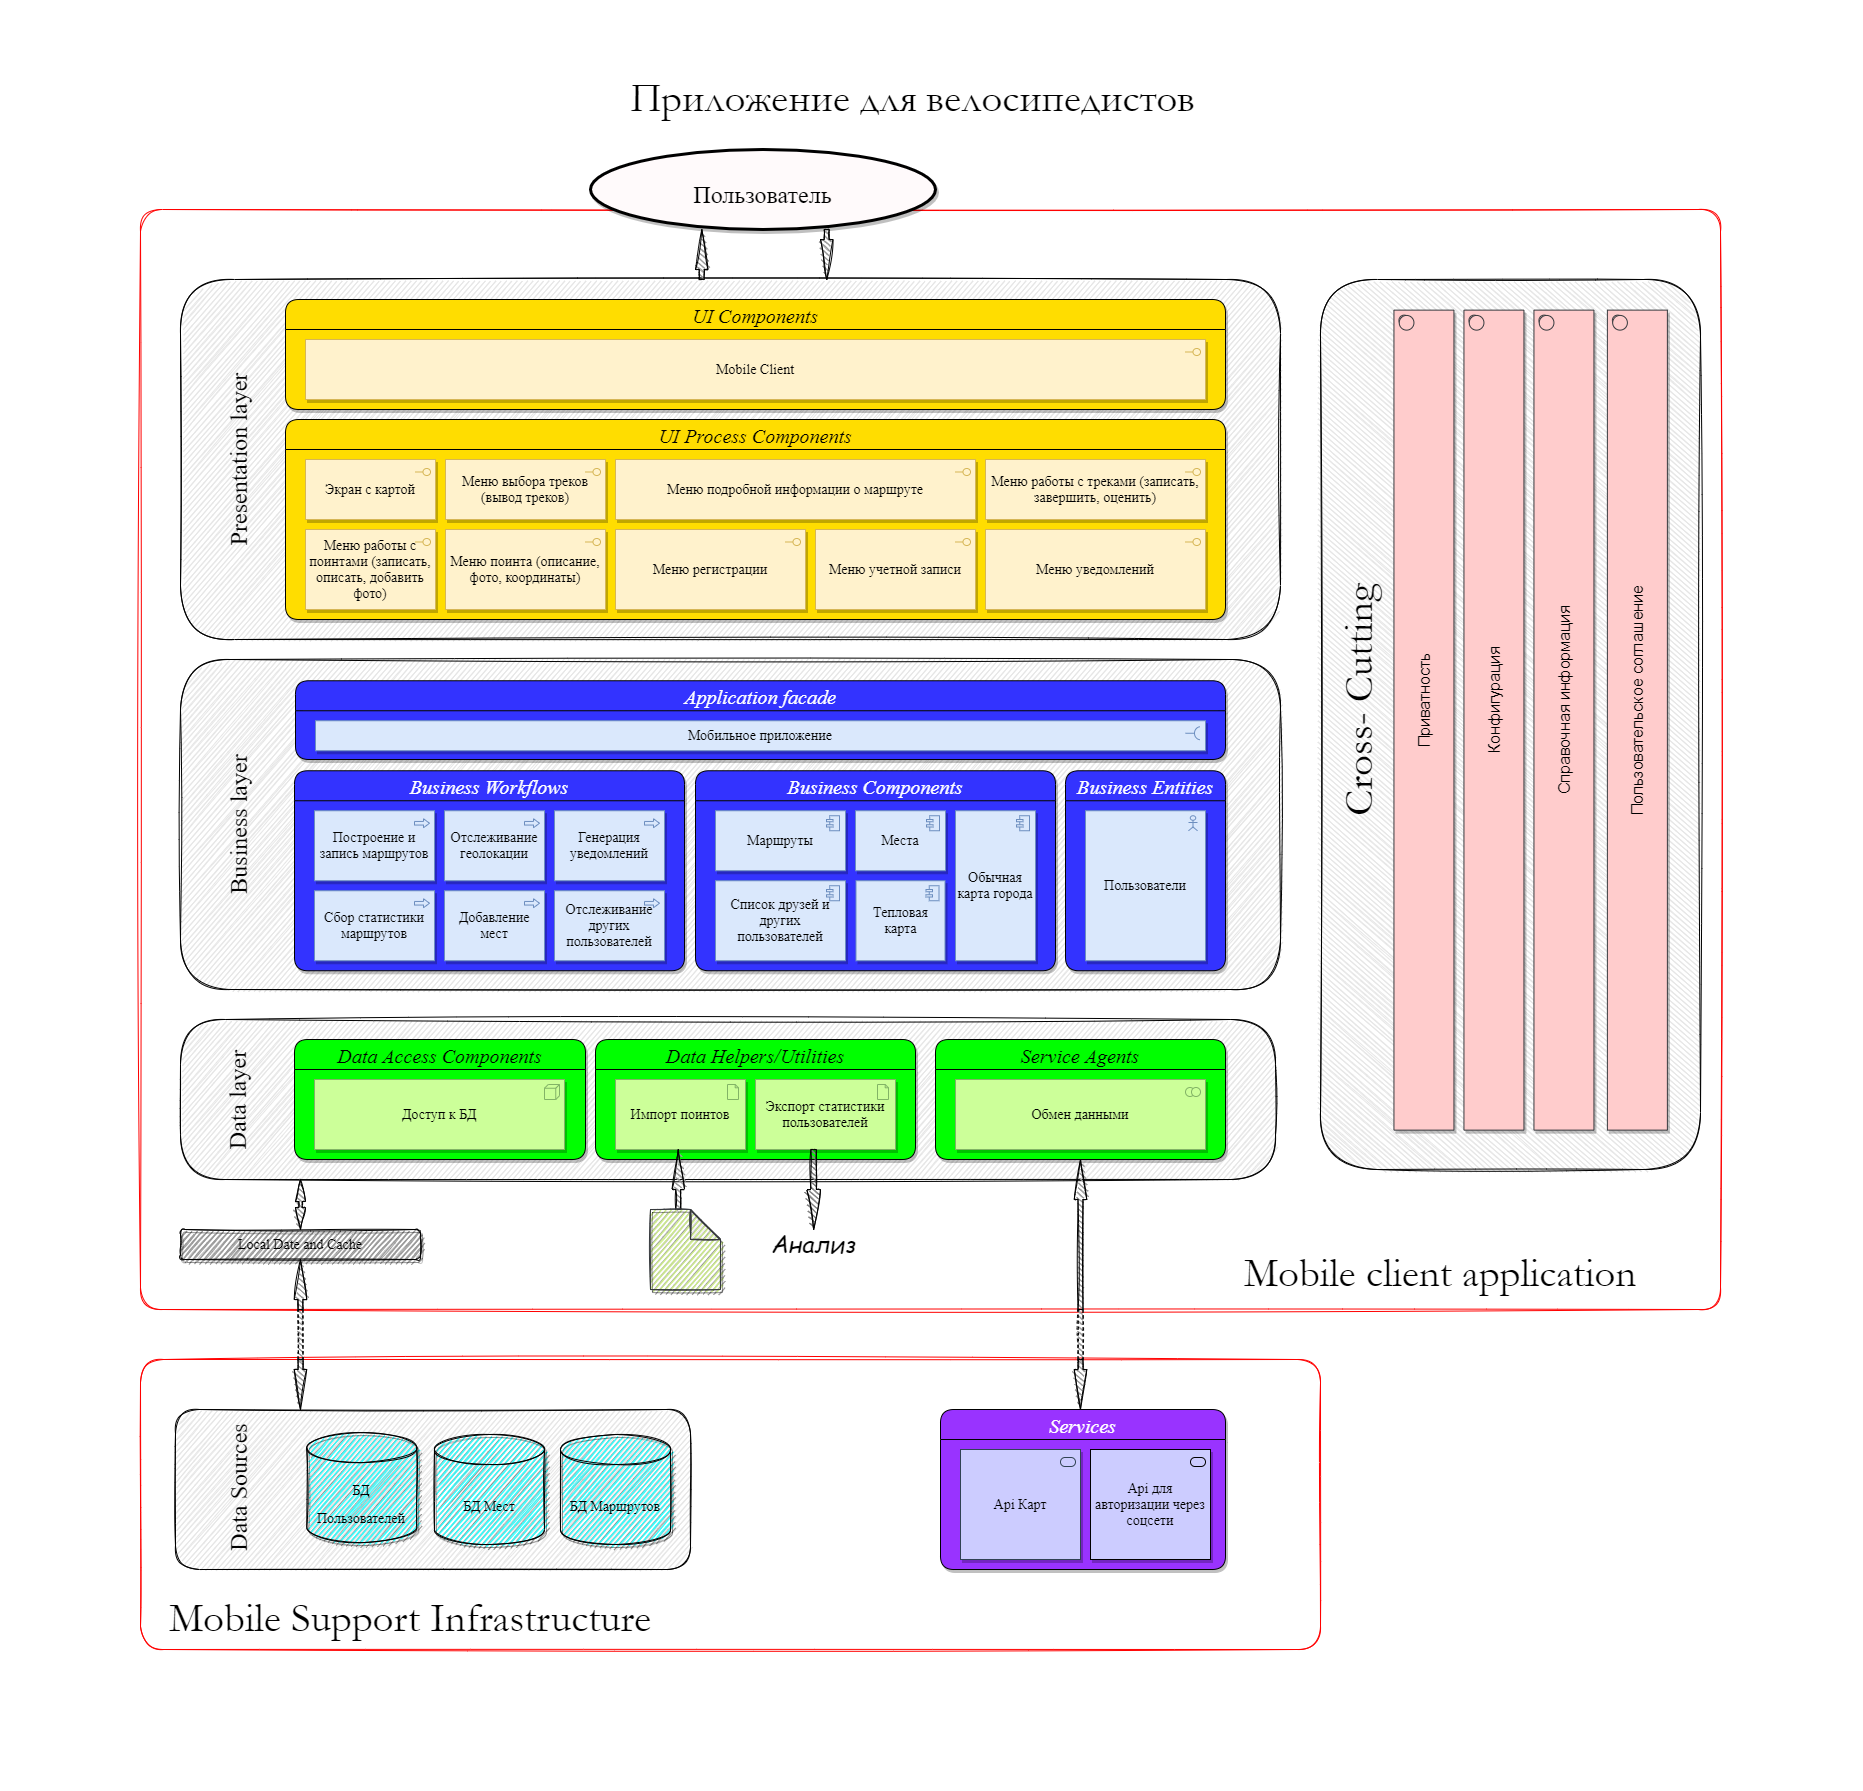 Приложение для велосипедистов
Пользователь
Presentation layer
UI Components
Mobile Client
UI Process Components
Экран с картой
Меню выбора треков
(вывод треков)
Меню подробной информации о маршруте
Меню работы с треками (записать,
завершить, оценить)
Меню работы с
поинтами (записать,
описать, добавить
фото)
Меню поинта (описание,
фото, координаты)
Меню регистрации
Меню учетной записи
Меню уведомлений
Business layer
Application facade
Мобильное приложение
Business Workflows
Построение и
запись маршрутов
Отслеживание
геолокации
Генерация
уведомлений
Сбор статистики
маршрутов
Добавление
мест
Отслеживание
других
пользователей
Business Components
Маршруты
Места
Обычная
карта города
Список друзей и
других
пользователей
Тепловая
карта
Business Entities
Пользователи
Data layer
Data Access Components
Доступ к БД
Data Helpers/Utilities
Импорт поинтов
Экспорт статистики
пользователей
Service Agents
Обмен данными
Local Date and Cache
Анализ
Cross- Cutting
Приватность
Конфигурация
Справочная информация
Пользовательское соглашение
Mobile client application
Data Sources
БД
Пользователей
БД Мест
БД Маршрутов
Services
Api Карт
Api для
авторизации через
соцсети
Mobile Support Infrastructure